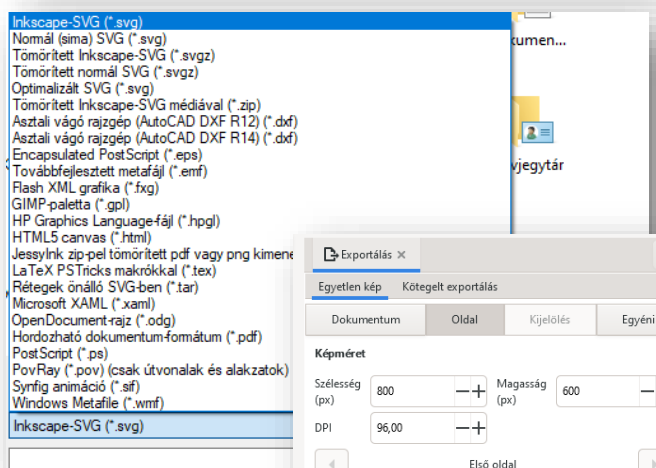 Inkscape-SVG (*.svg)
Normál (sima) SVG (*.svg)
Tömörített Inkscape-SVG (*.svgz)
Tömörített normál SVG (*.svgz)
Optimalizált SVG (*.svg)
Tömörített Inkscape-SVG médiával (*.zip)
Asztali vágó rajzgép (AutoCAD DXF R12) (*.dxf)
Asztali vágó rajzgép (AutoCAD DXF R14) (*.dxf)
Encapsulated PostScript (*.eps)
Továbbfejlesztett metafájl (*.emf)
Flash XML grafika (*.fxg)
GIMP-paletta (*.gpl)
HP Graphics Language-fájl (*.hpgl)
HTML5 canvas (*.html)
JessyInk zip-pel tömörített pdf vagy png kimene
LaTeX PSTricks makrókkal (*.tex)
Rétegek önálló SVG-ben (*.tar)
Microsoft XAML (*.xaml)
OpenDocument-rajz (*.odg)
Hordozható dokumentum-formátum (*.pdf)
PostScript (*.ps)
PovRay (*.pov) (csak útvonalak és alakzatok)
Synfig animáció (*.sif)
Windows Metafile (*.wmf)
Inkscape-SVG (*.svg)
kumen...
vjegytár
Exportálás ×
Egyetlen kép Kötegelt exportálás
Dokumentum Oldal Kijelölés Egyéni
Képméret
Szélesség (px) 800 Magasság (px) 600
DPI 96,00
Első oldal